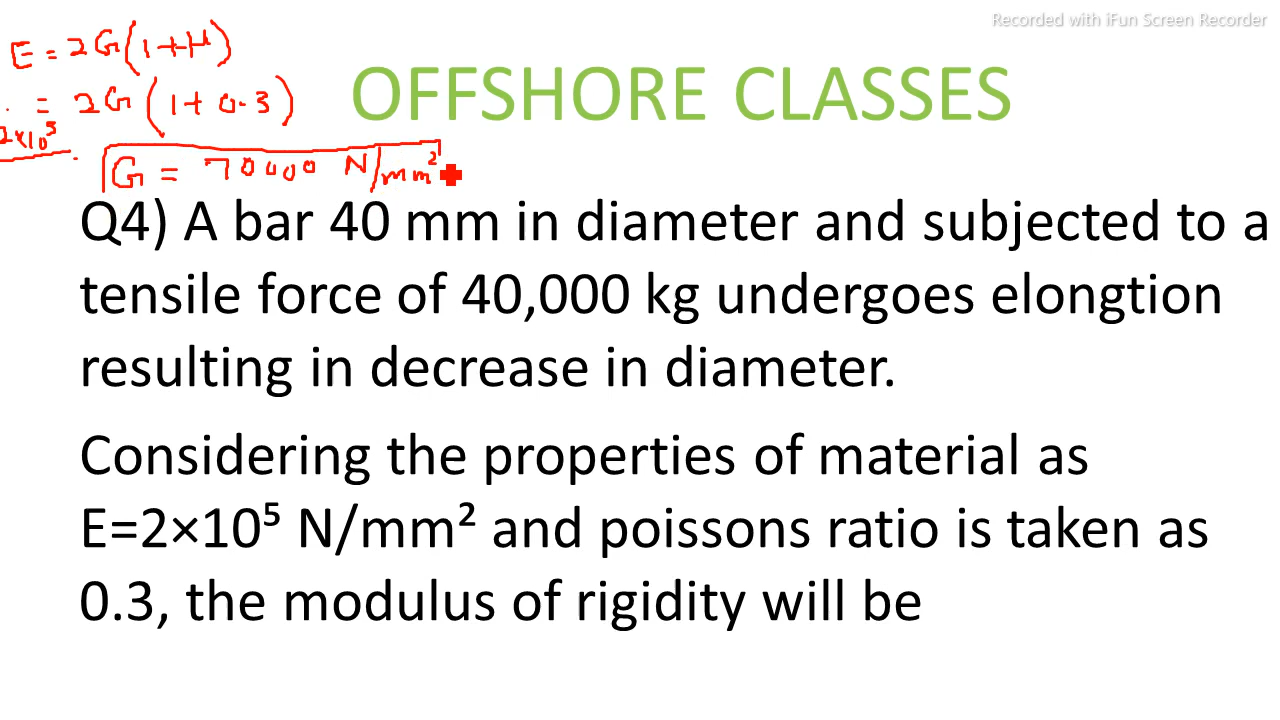 Recorded with iFun Screen Recorder
E = 2G(1+μ)
= 2G(1+0.3)
2×10⁵
G = 70000 N/mm²
OFFSHORE CLASSES
Q4) A bar 40 mm in diameter and subjected to a
tensile force of 40,000 kg undergoes elongtion
resulting in decrease in diameter.
Considering the properties of material as
E=2×10⁵ N/mm² and poissons ratio is taken as
0.3, the modulus of rigidity will be